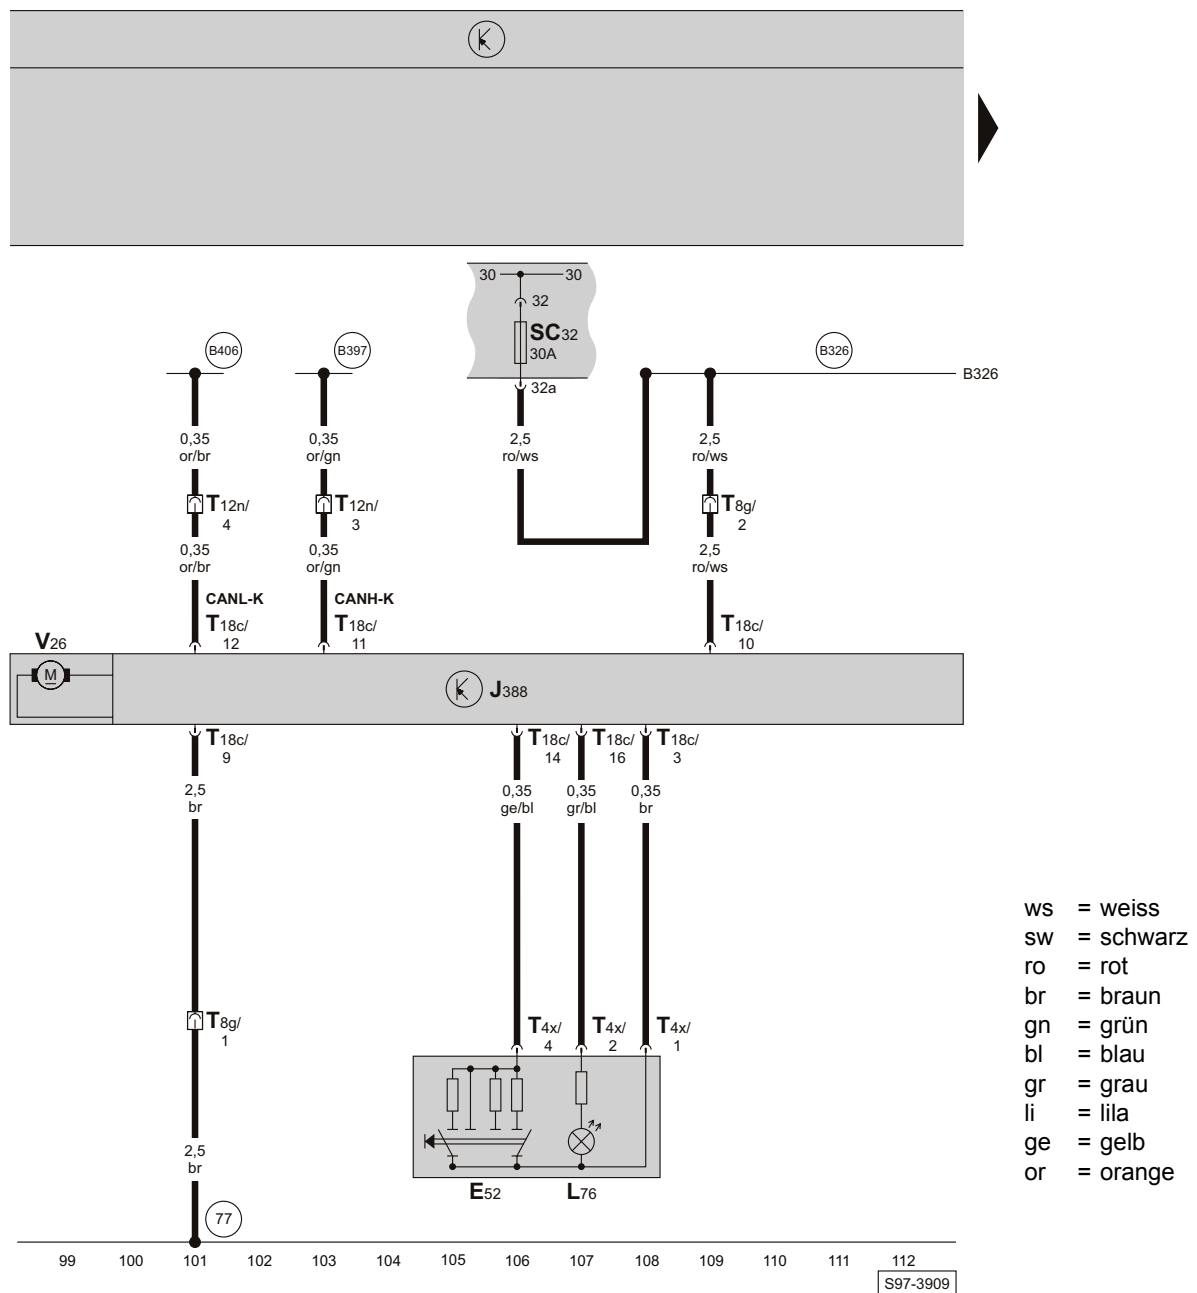 30 30
32
SC32
30A
32a
B406 B397 B326
B326
0,35 0,35 2,5 2,5
or/br or/gn ro/ws ro/ws
T12n/ T12n/ T8g/
4 3 2
0,35 0,35 2,5
or/br or/gn ro/ws
CANL-K CANH-K
T18c/ T18c/ T18c/
12 11 10
V26
M
J388
T18c/ T18c/ T18c/ T18c/
9 14 16 3
2,5 0,35 0,35 0,35
br ge/bl gr/bl br
ws = weiss
sw = schwarz
ro = rot
br = braun
gn = grün
bl = blau
gr = grau
li = lila
ge = gelb
or = orange
T8g/ T4x/ T4x/ T4x/
1 4 2 1
2,5
br
E52 L76
77
99 100 101 102 103 104 105 106 107 108 109 110 111 112
S97-3909